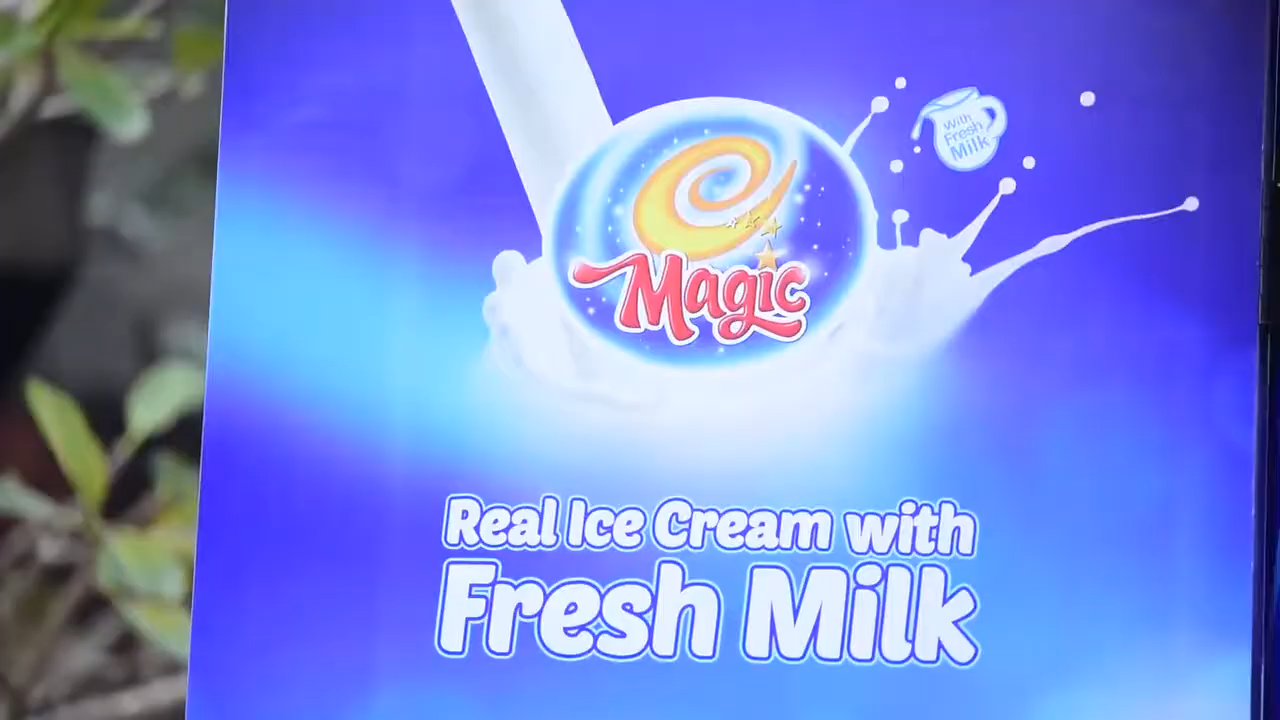 With
Fresh
Milk
Magic
Real Ice Cream with
Fresh Milk